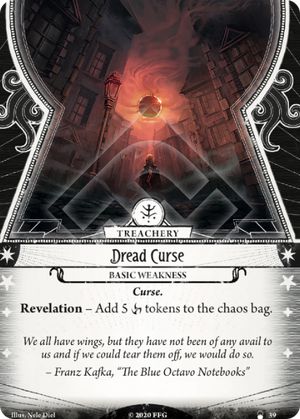 TREACHERY
Dread Curse
BASIC WEAKNESS
Curse.
Revelation – Add 5 tokens to the chaos bag.
We all have wings, but they have not been of any avail to
us and if we could tear them off, we would do so.
– Franz Kafka, “The Blue Octavo Notebooks”
Illus. Nele Diel
© 2020 FFG
39